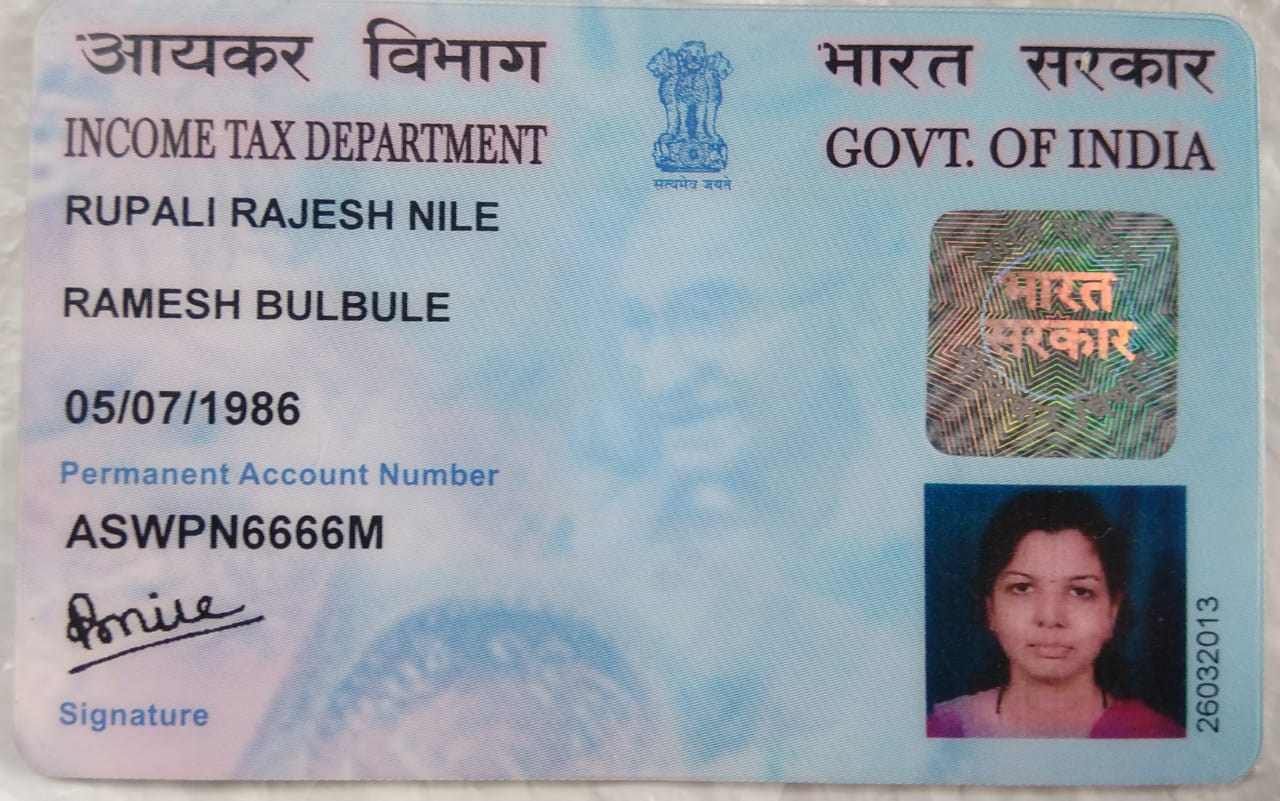 आयकर विभाग
भारत सरकार
INCOME TAX DEPARTMENT
GOVT. OF INDIA
सत्यमेव जयते
RUPALI RAJESH NILE
RAMESH BULBULE
भारत
सरकार
05/07/1986
Permanent Account Number
ASWPN6666M
Signature
26032013